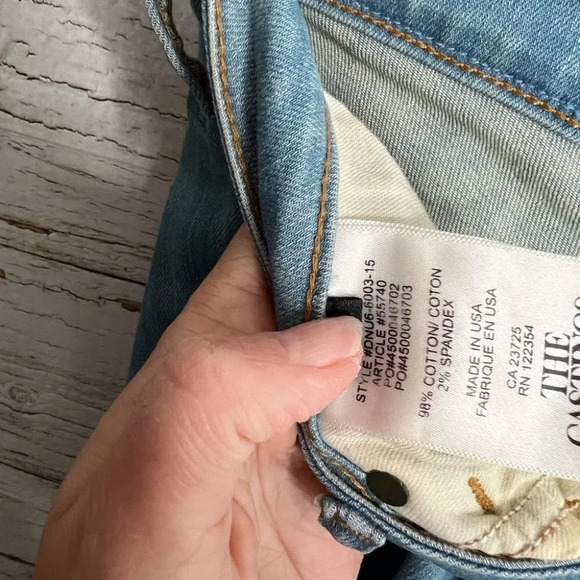 STYLE #DNU6-6003-15
ARTICLE #55740
PO#4500046702
PO#4500046703
98% COTTON/ COTON
2% SPANDEX
MADE IN USA
FABRIQUE EN USA
CA 23725
RN 122354
THE